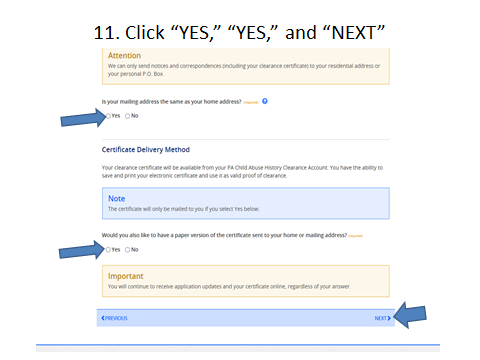 11. Click “YES,” “YES,” and “NEXT”
Attention
We can only send notices and correspondences (including your clearance certificate) to your residential address or
your personal P.O. Box.
Is your mailing address the same as your home address? (required)
Yes No
Certificate Delivery Method
Your clearance certificate will be available from your PA Child Abuse History Clearance Account. You have the ability to
save and print your electronic certificate and use it as valid proof of clearance.
Note
The certificate will only be mailed to you if you select Yes below.
Would you also like to have a paper version of the certificate sent to your home or mailing address? (required)
Yes No
Important
You will continue to receive application updates and your certificate online, regardless of your answer.
PREVIOUS NEXT